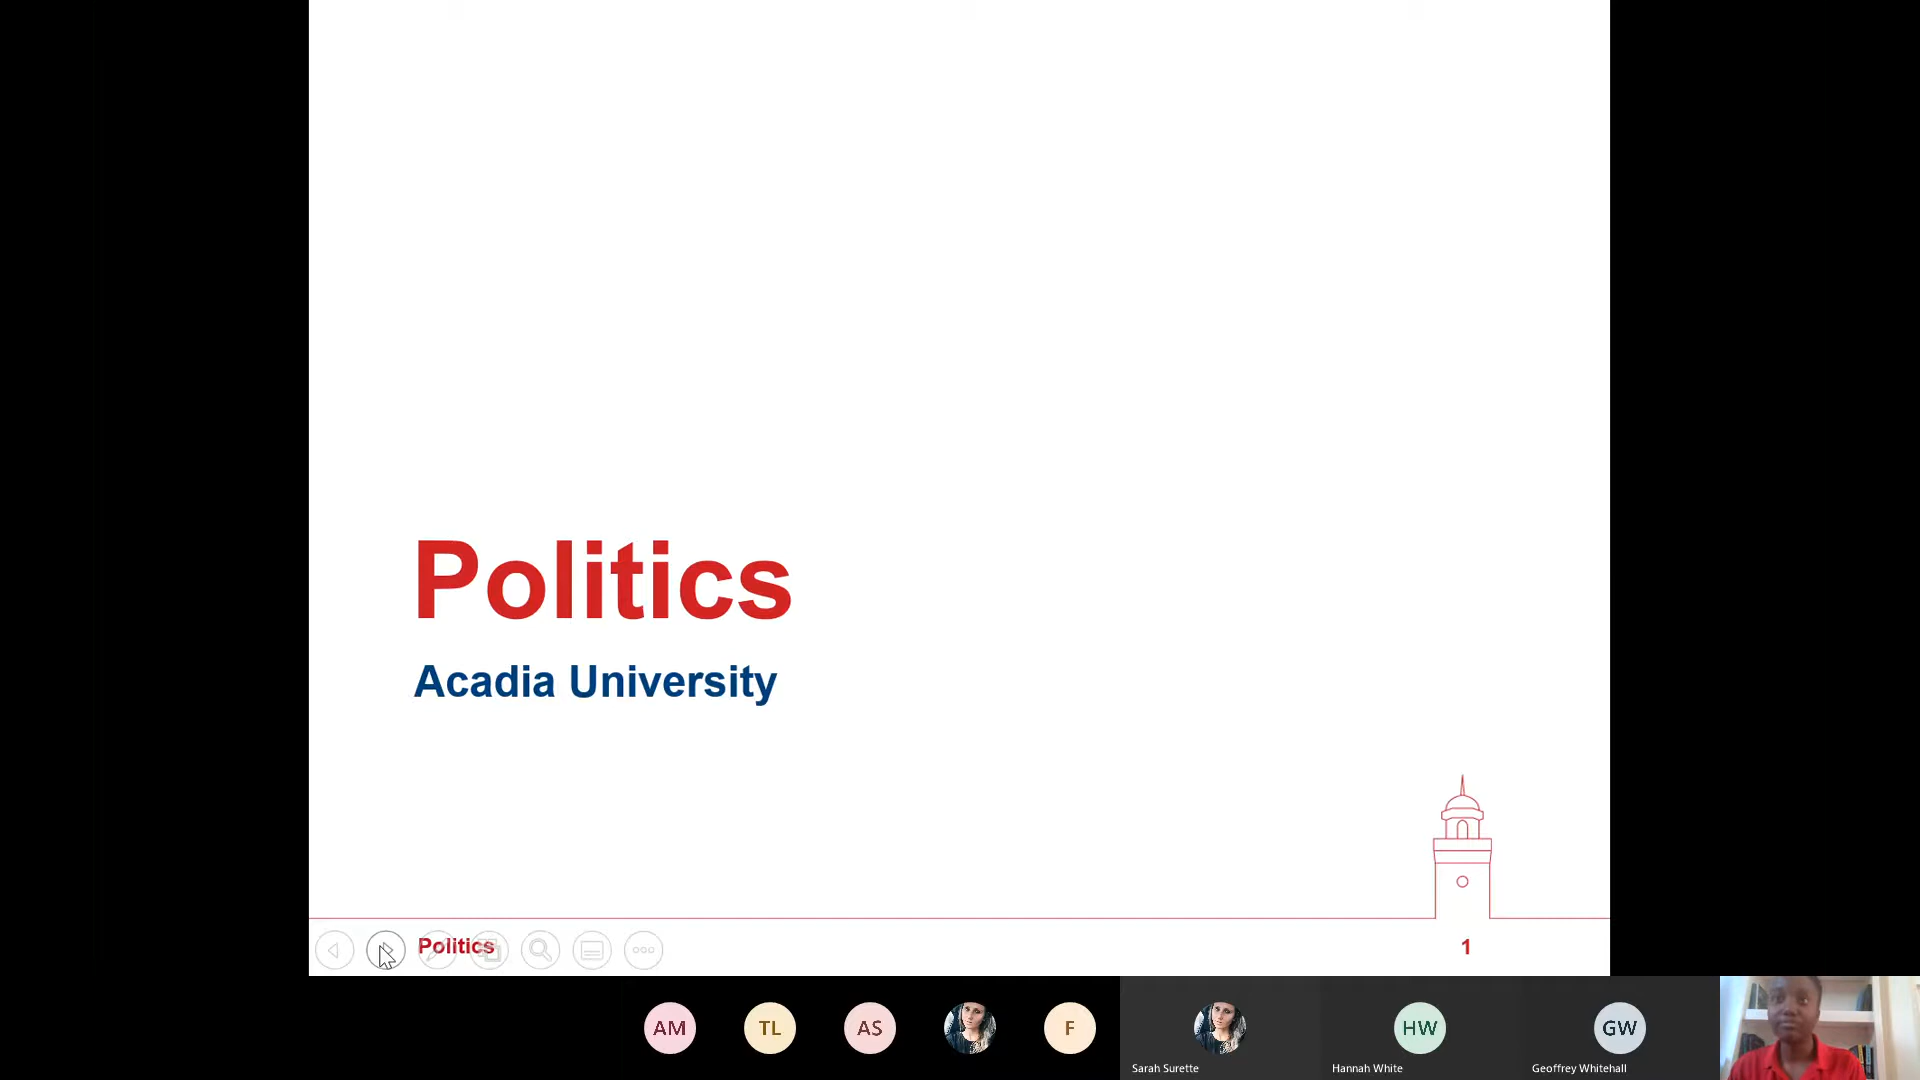 Politics
Acadia University
Politics
1
AM
TL
AS
F
HW
GW
Sarah Surette
Hannah White
Geoffrey Whitehall